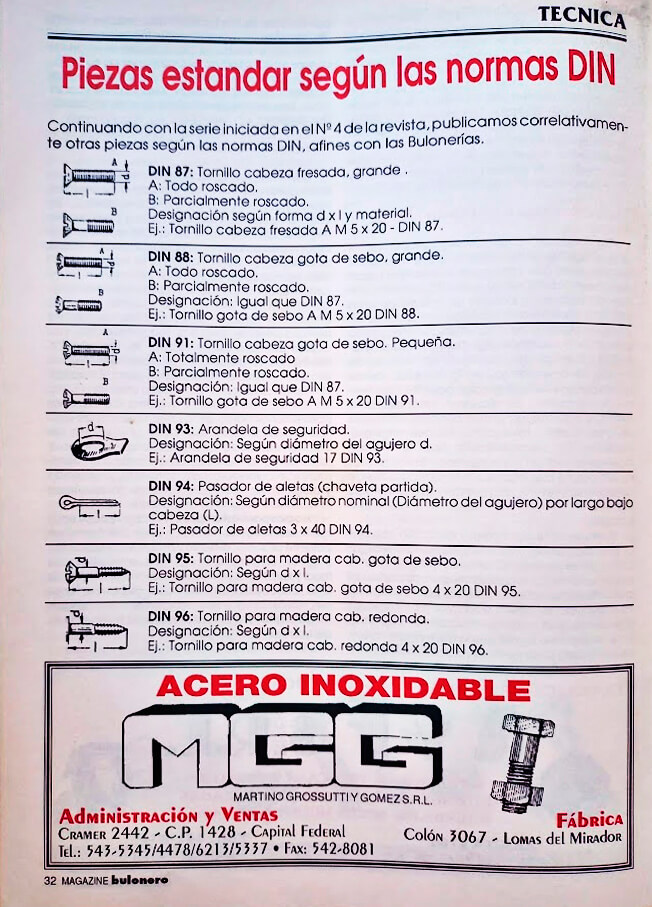 TECNICA
Piezas estandar según las normas DIN
Continuando con la serie iniciada en el Nº 4 de la revista, publicamos correlativamen-
te otras piezas según las normas DIN, afines con las Bulonerías.
A
d
l
B
DIN 87: Tornillo cabeza fresada, grande .
A: Todo roscado.
B: Parcialmente roscado.
Designación según forma d x l y material.
Ej.: Tornillo cabeza fresada A M 5 x 20 - DIN 87.
A
d
l
B
DIN 88: Tornillo cabeza gota de sebo, grande.
A: Todo roscado.
B: Parcialmente roscado.
Designación: Igual que DIN 87.
Ej.: Tornillo gota de sebo A M 5 x 20 DIN 88.
A
d
l
B
DIN 91: Tornillo cabeza gota de sebo. Pequeña.
A: Totalmente roscado
B: Parcialmente roscado.
Designación: Igual que DIN 87.
Ej.: Tornillo gota de sebo A M 5 x 20 DIN 91.
d
DIN 93: Arandela de seguridad.
Designación: Según diámetro del agujero d.
Ej.: Arandela de seguridad 17 DIN 93.
l
DIN 94: Pasador de aletas (chaveta partida).
Designación: Según diámetro nominal (Diámetro del agujero) por largo bajo
cabeza (L).
Ej.: Pasador de aletas 3 x 40 DIN 94.
d
l
DIN 95: Tornillo para madera cab. gota de sebo.
Designación: Según d x l.
Ej.: Tornillo para madera cab. gota de sebo 4 x 20 DIN 95.
d
l
DIN 96: Tornillo para madera cab. redonda.
Designación: Según d x l.
Ej.: Tornillo para madera cab. redonda 4 x 20 DIN 96.
ACERO INOXIDABLE
MGG
MARTINO GROSSUTTI Y GOMEZ S.R.L.
Administración y Ventas
Cramer 2442 - C.P. 1428 - Capital Federal
Tel.: 543-5345/4478/6213/5337 • Fax: 542-8081
Fábrica
Colón 3067 - Lomas del Mirador
32 MAGAZINE bulonero